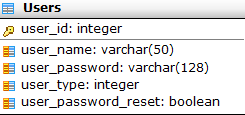 Users
user_id: integer
user_name: varchar(50)
user_password: varchar(128)
user_type: integer
user_password_reset: boolean